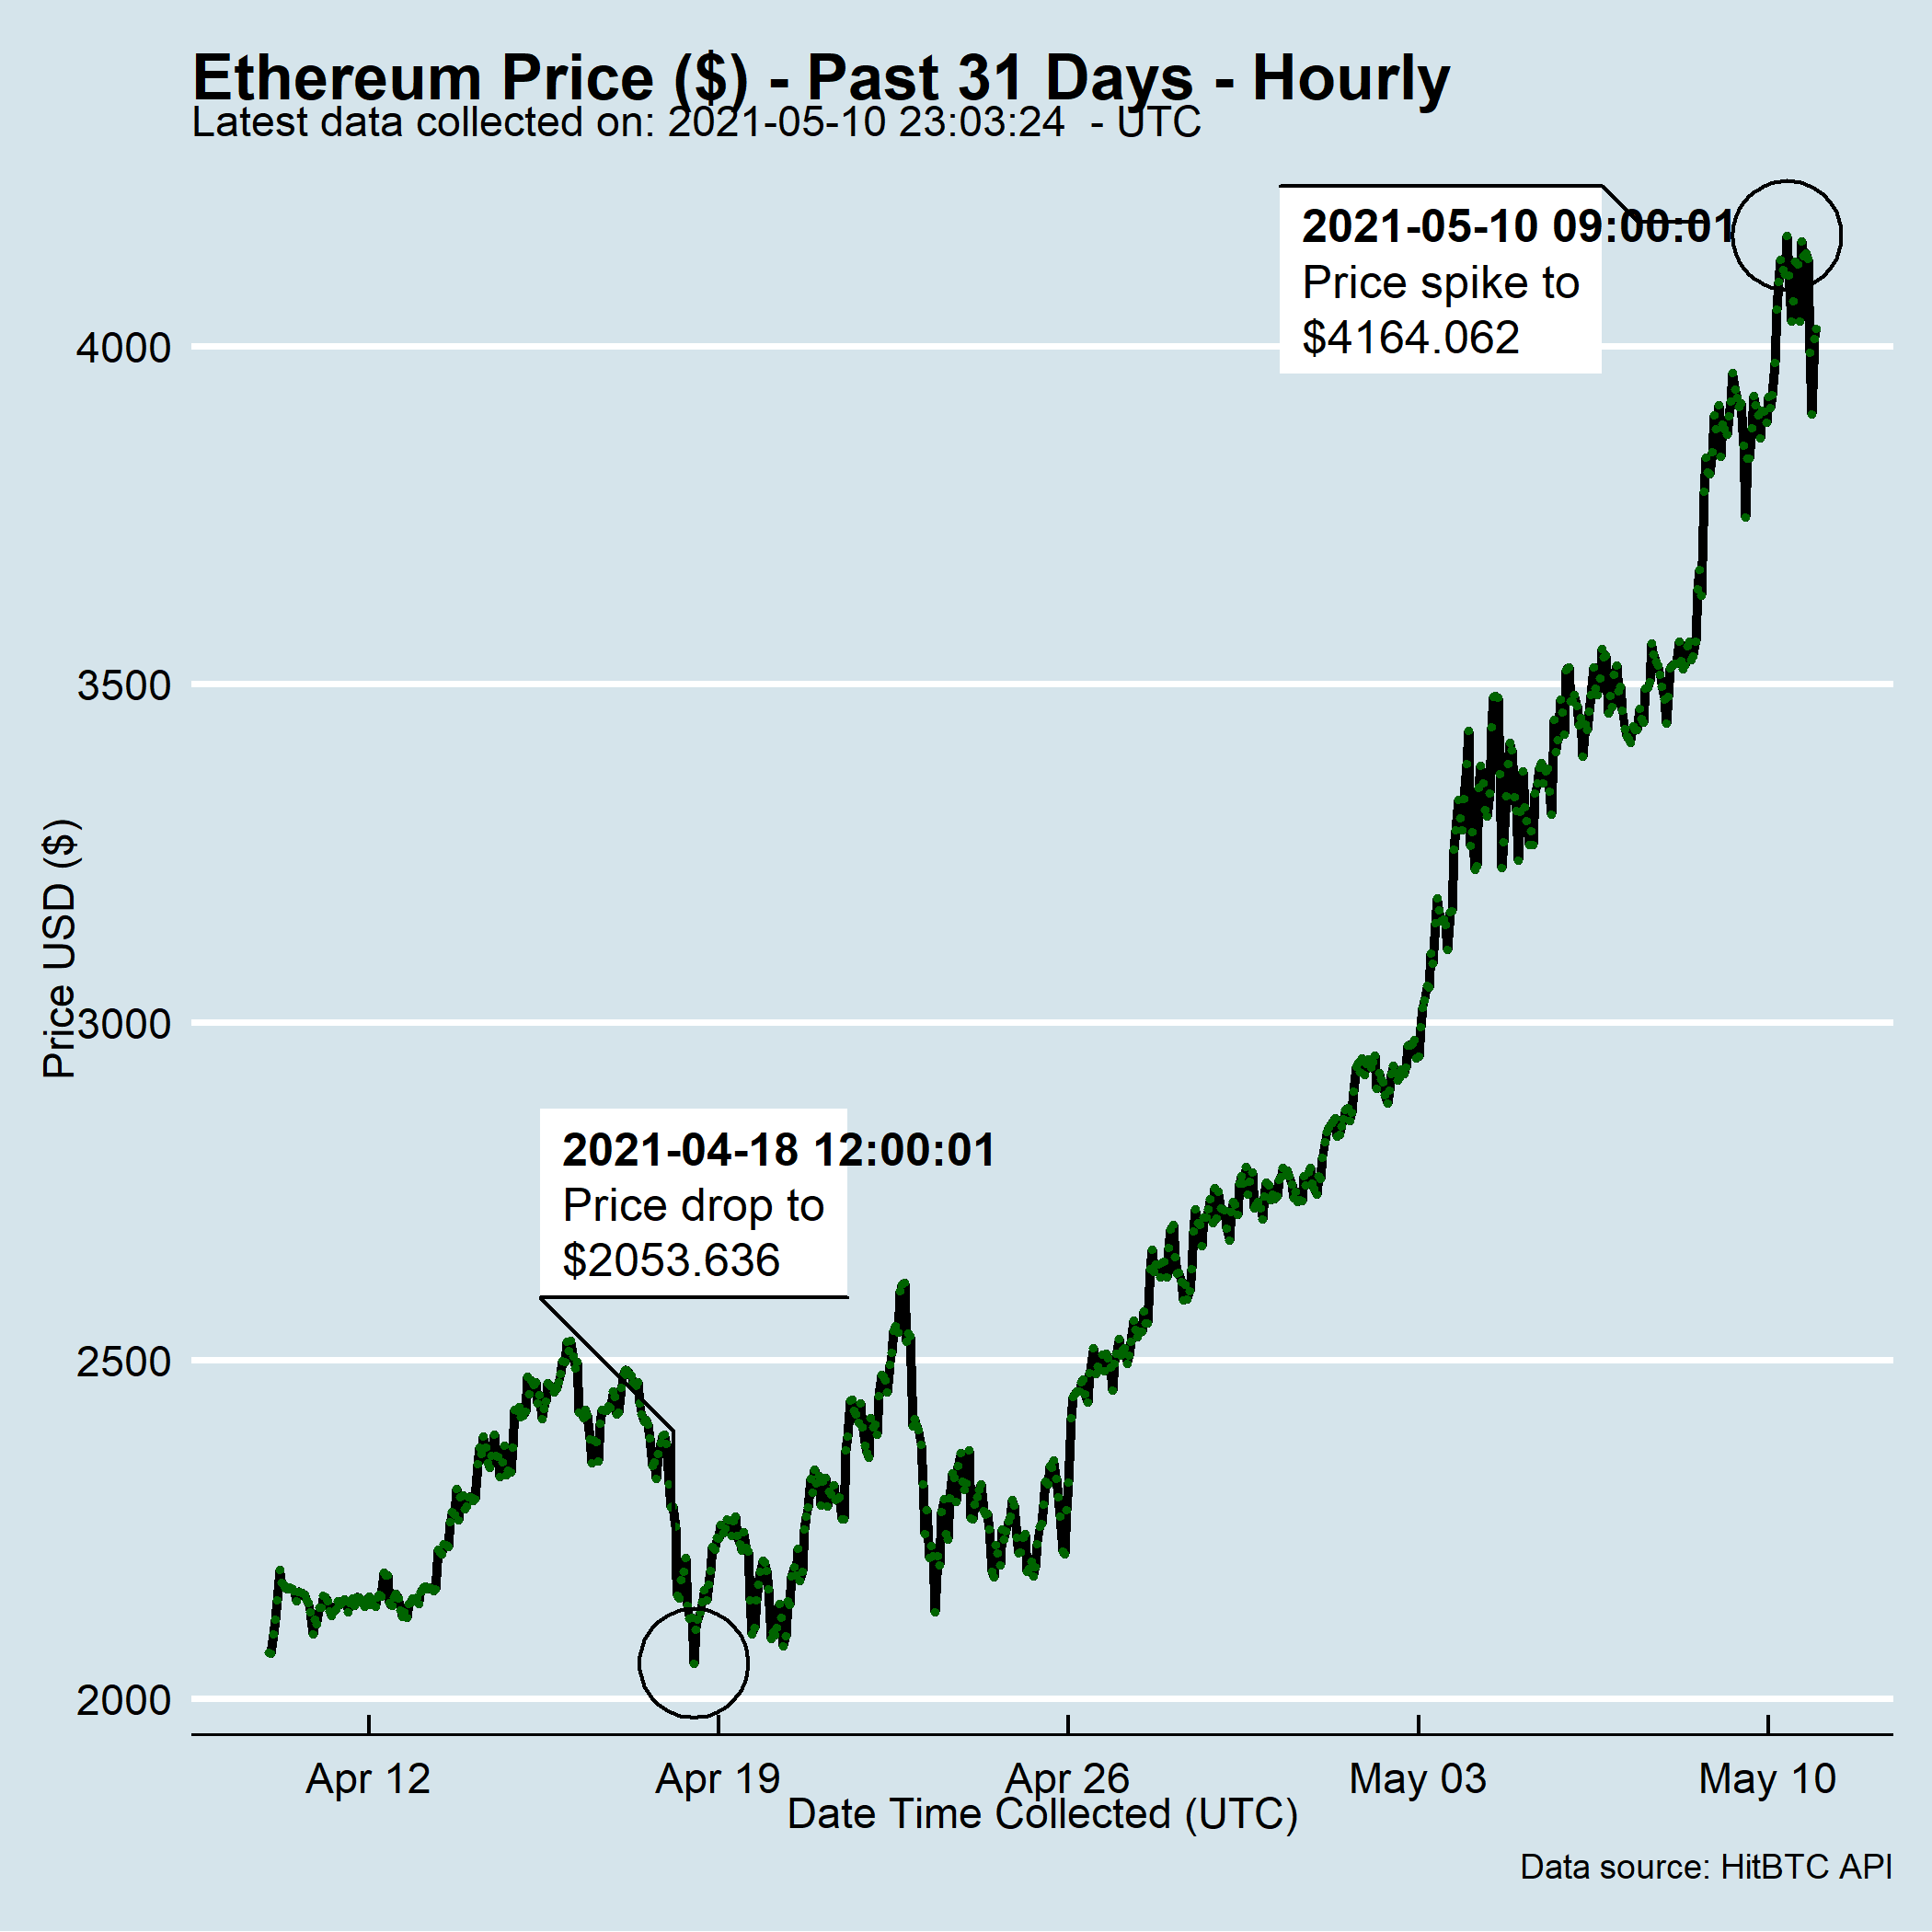 Ethereum Price ($) - Past 31 Days - Hourly
Latest data collected on: 2021-05-10 23:03:24  - UTC
2021-05-10 09:00:01
Price spike to
$4164.062
4000
3500
3000
2500
2000
Price USD ($)
2021-04-18 12:00:01
Price drop to
$2053.636
Apr 12
Apr 19
Apr 26
May 03
May 10
Date Time Collected (UTC)
Data source: HitBTC API